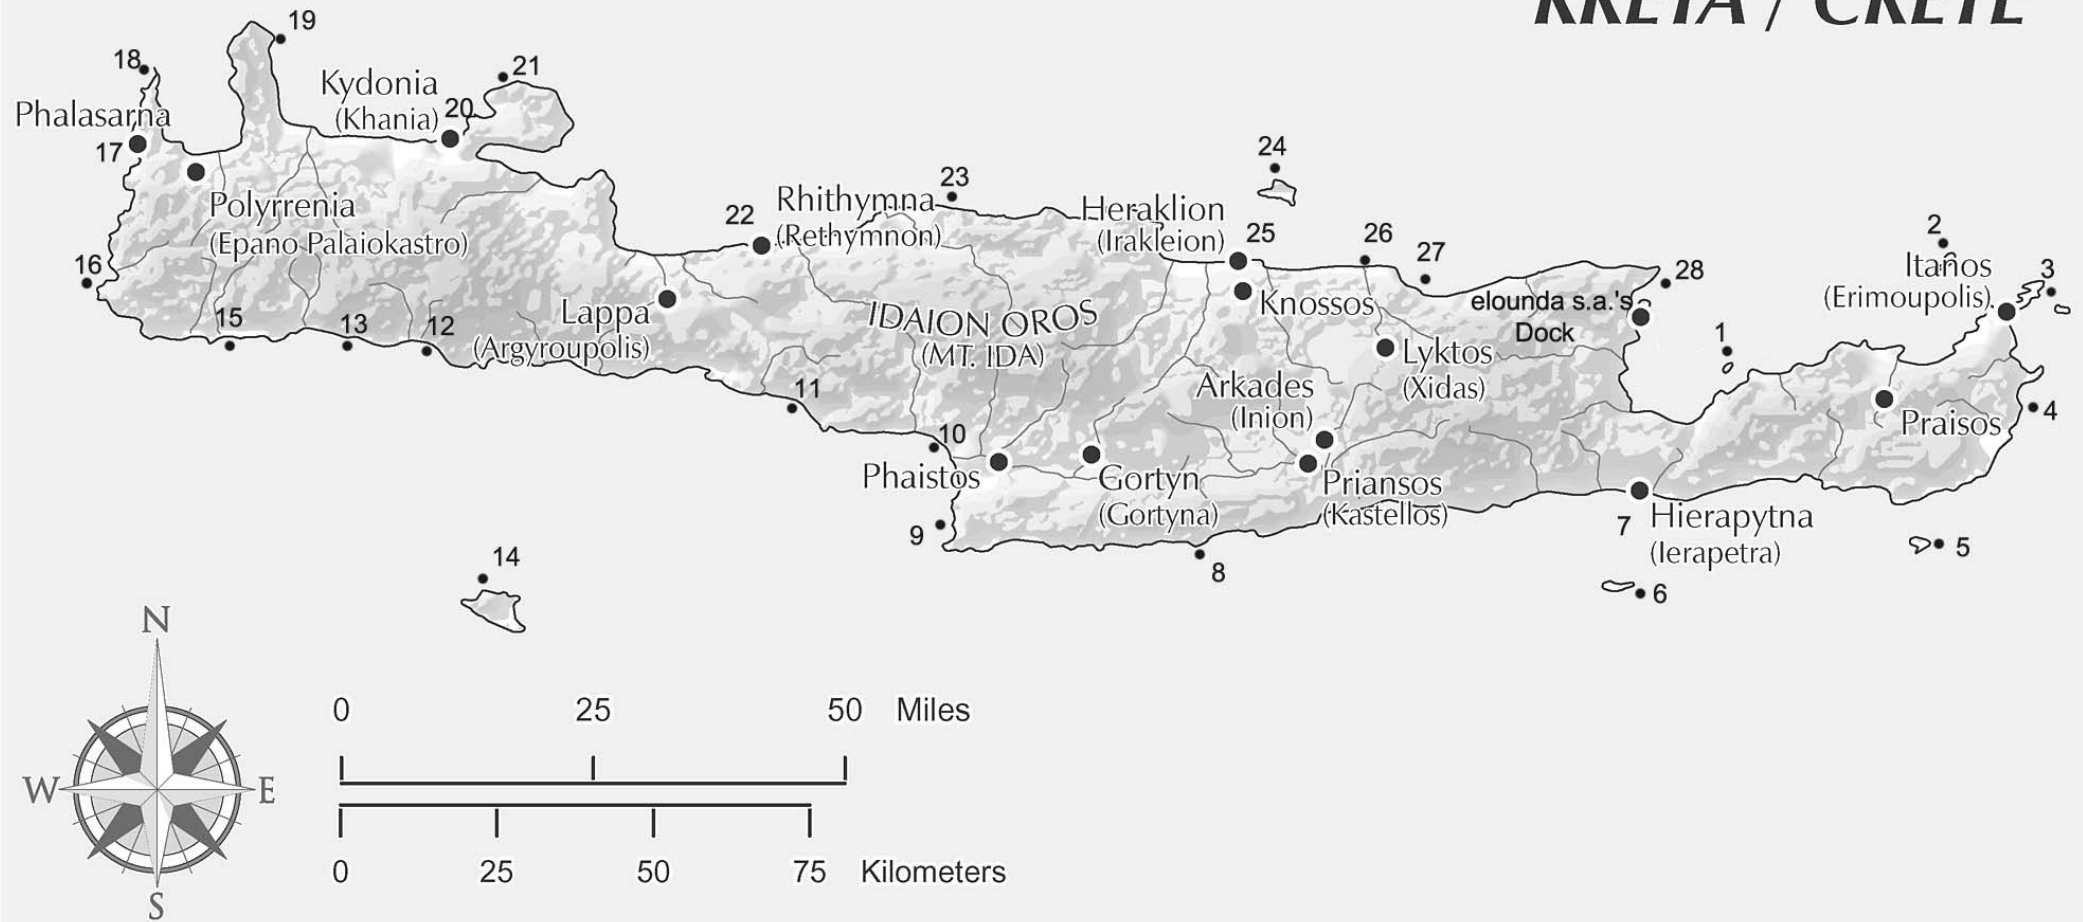 KRETA / CRETE
19
18
21
Kydonia
(Khania)
20
Phalasarna
17
24
Polyrrenia
(Epano Palaiokastro)
23
22
Rhithymna
(Rethymnon)
Heraklion
(Irakleion)
25
26
27
28
2
Itanos
(Erimoupolis)
3
16
15
13
12
Lappa
(Argyroupolis)
IDAION OROS
(MT. IDA)
Knossos
elounda s.a.'s
Dock
1
Lyktos
(Xidas)
Arkades
(Inion)
11
10
Phaistos
Gortyn
(Gortyna)
Priansos
(Kastellos)
Praisos
4
9
8
7
Hierapytna
(Ierapetra)
5
6
14
N
W
E
S
0 25 50 Miles
0 25 50 75 Kilometers